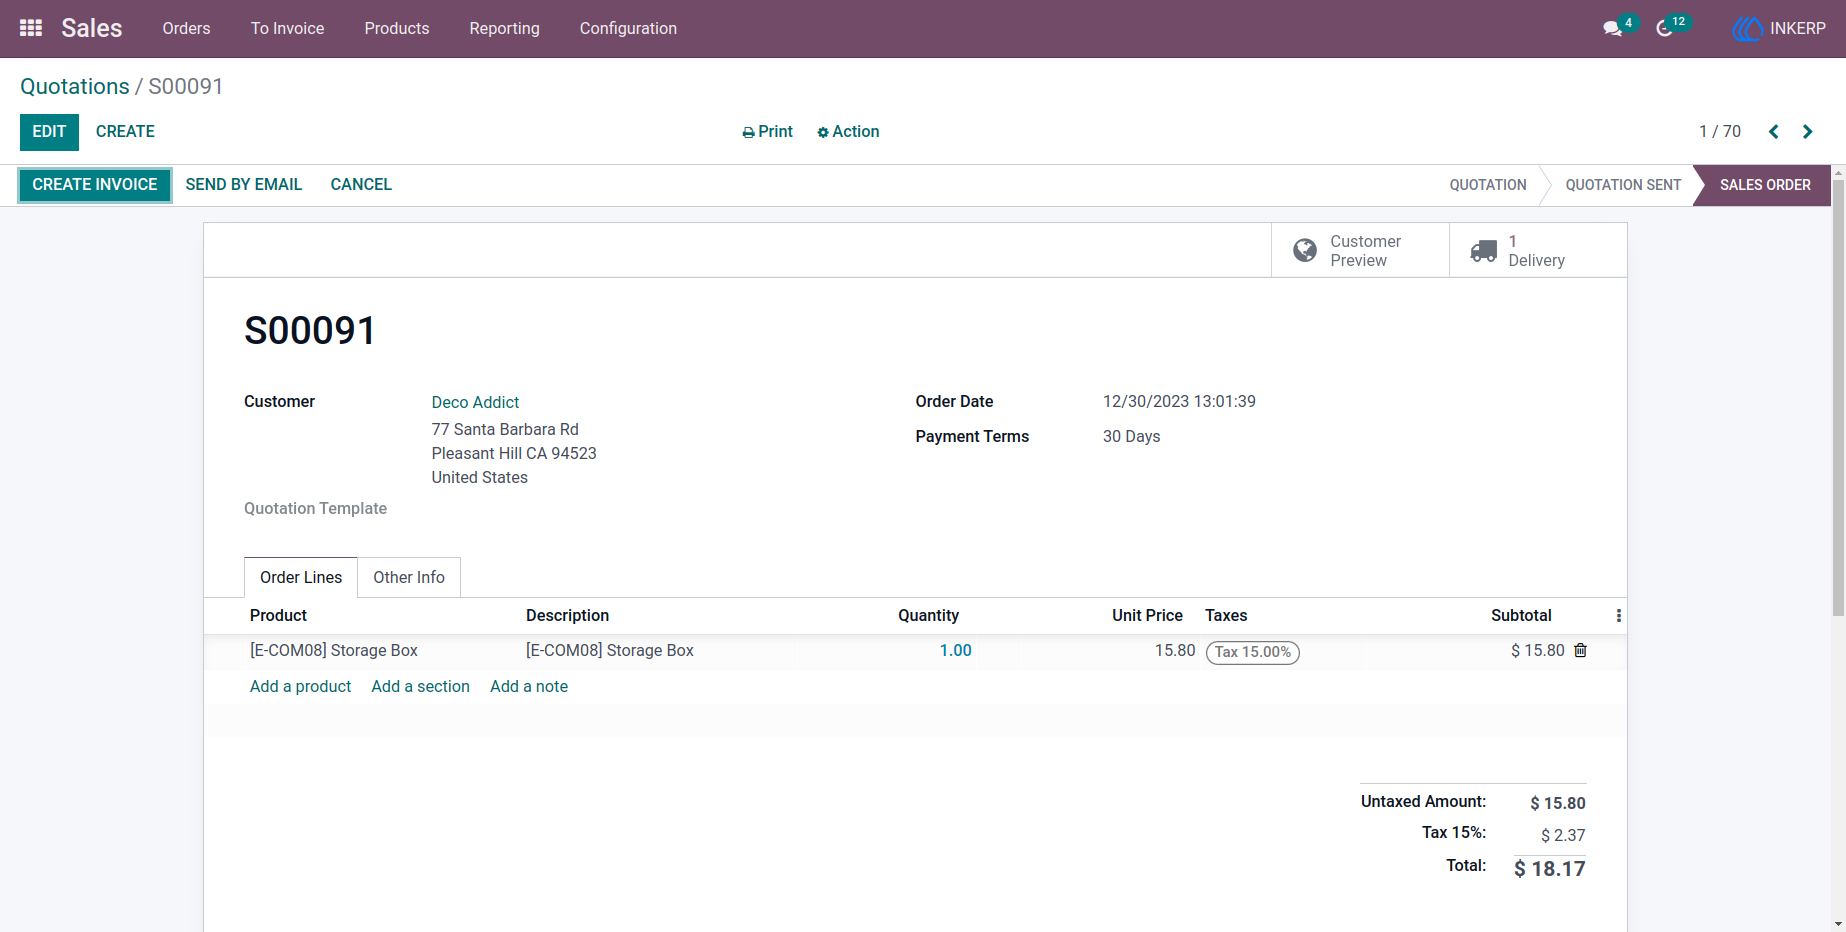 Sales Orders To Invoice Products Reporting Configuration 4 12 INKERP
Quotations / S00091
EDIT CREATE Print Action 1 / 70
CREATE INVOICE SEND BY EMAIL CANCEL QUOTATION QUOTATION SENT SALES ORDER
Customer Preview
1 Delivery
S00091
Customer Deco Addict
77 Santa Barbara Rd
Pleasant Hill CA 94523
United States
Order Date 12/30/2023 13:01:39
Payment Terms 30 Days
Quotation Template
Order Lines Other Info
Product Description Quantity Unit Price Taxes Subtotal
[E-COM08] Storage Box [E-COM08] Storage Box 1.00 15.80 Tax 15.00% $ 15.80
Add a product Add a section Add a note
Untaxed Amount: $ 15.80
Tax 15%: $ 2.37
Total: $ 18.17